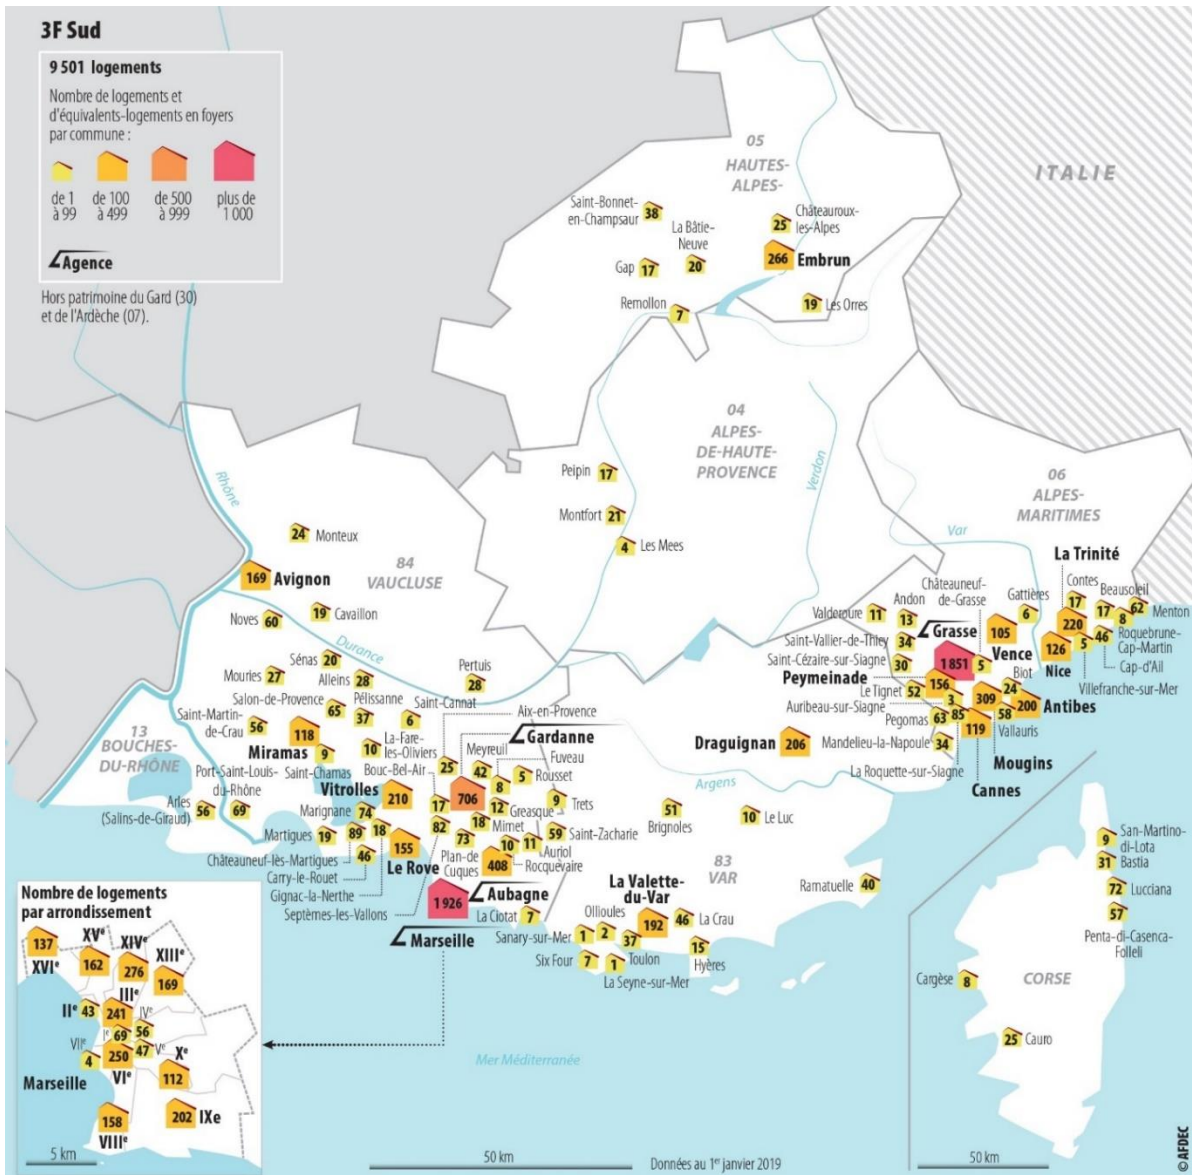 3F Sud
9 501 logements
Nombre de logements et
d'équivalents-logements en foyers
par commune :
de 1
à 99
de 100
à 499
de 500
à 999
plus de
1 000
Agence
Hors patrimoine du Gard (30)
et de l'Ardèche (07).
05
HAUTES-
ALPES-
ITALIE
Saint-Bonnet-
en-Champsaur
38
La Bâtie-
Neuve
20
25
Châteauroux-
les-Alpes
266
Embrun
Gap
17
Remollon
7
19
Les Orres
04
ALPES-
DE-HAUTE-
PROVENCE
Verdon
Peipin
17
Montfort
21
4
Les Mees
06
ALPES-
MARITIMES
Var
Rhône
24
Monteux
84
VAUCLUSE
169
Avignon
Noves
60
19
Cavaillon
Durance
Sénas
20
Mouries
27
Alleins
28
Pertuis
28
Salon-de-Provence
65
Pélissanne
37
Saint-Cannat
6
Aix-en-Provence
25
Saint-Martin-
de-Crau
56
118
Miramas
9
Saint-Chamas
10
La-Fare-
les-Oliviers
13
BOUCHES-
DU-RHÔNE
Port-Saint-Louis-
du-Rhône
69
Arles
(Salins-de-Giraud)
56
Vitrolles
210
Bouc-Bel-Air
17
Gardanne
706
Meyreuil
42
Fuveau
8
5
Rousset
12
Greasque
9
Trets
18
Mimet
Marignane
74
Martigues
19
89
Châteauneuf-lès-Martigues
46
Carry-le-Rouet
18
Gignac-la-Nerthe
155
Le Rove
82
Septèmes-les-Vallons
73
Plan-de
Cuques
10
Rocquevaire
11
Auriol
59
Saint-Zacharie
408
Aubagne
1 926
Marseille
La Ciotat
7
Valderoure
11
Andon
13
Châteauneuf-
de-Grasse
5
Gattières
6
La Trinité
220
Contes
17
Beausoleil
17
8
62
Menton
Saint-Vallier-de-Thiey
34
Grasse
1 851
105
Vence
126
Nice
5
Villefranche-sur-Mer
46
Roquebrune-
Cap-Martin
Cap-d'Ail
Saint-Cézaire-sur-Siagne
30
Peymeinade
156
Le Tignet
52
Auribeau-sur-Siagne
3
Biot
24
309
Mougins
200
Antibes
58
Vallauris
Pegomas
63
85
La Roquette-sur-Siagne
119
Cannes
Mandelieu-la-Napoule
34
Draguignan
206
Argens
51
Brignoles
10
Le Luc
83
VAR
Ramatuelle
40
La Valette-
du-Var
192
46
La Crau
Ollioules
2
Sanary-sur-Mer
1
37
Toulon
15
Hyères
Six Four
7
1
La Seyne-sur-Mer
Mer Méditerranée
9
San-Martino-
di-Lota
31
Bastia
72
Lucciana
57
Penta-di-Casenca-
Folleli
Cargèse
8
CORSE
25
Cauro
Nombre de logements
par arrondissement
137
XVIe
XVe
162
XIVe
276
XIIIe
169
IIe
43
IIIe
241
IVe
56
Ie
69
VIIe
4
250
VIe
47
Ve
Xe
112
Marseille
158
VIIIe
202
IXe
5 km
50 km
Données au 1er janvier 2019
50 km
© AFDEC